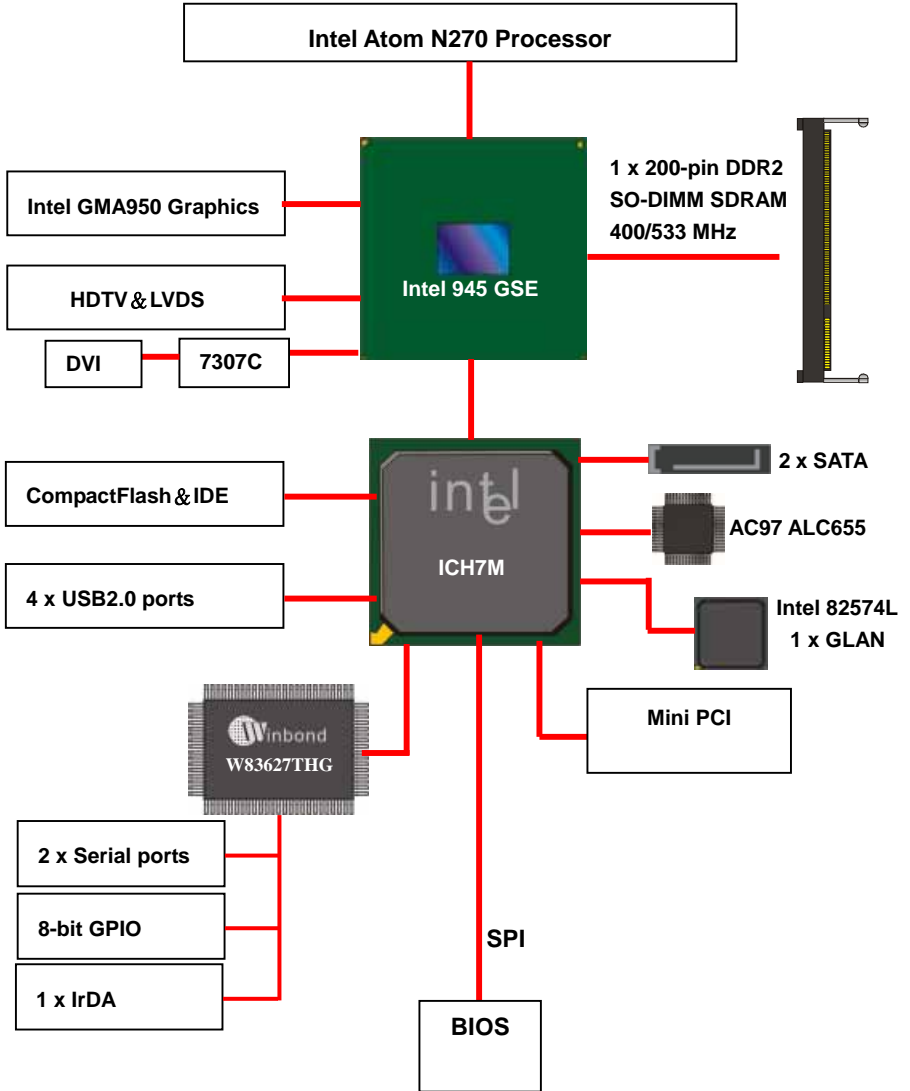 Intel Atom N270 Processor
1 x 200-pin DDR2
SO-DIMM SDRAM
400/533 MHz
Intel GMA950 Graphics
Intel 945 GSE
HDTV&LVDS
DVI
7307C
2 x SATA
CompactFlash&IDE
intel
AC97 ALC655
ICH7M
4 x USB2.0 ports
Intel 82574L
1 x GLAN
Mini PCI
Winbond
W83627THG
2 x Serial ports
8-bit GPIO
SPI
1 x IrDA
BIOS